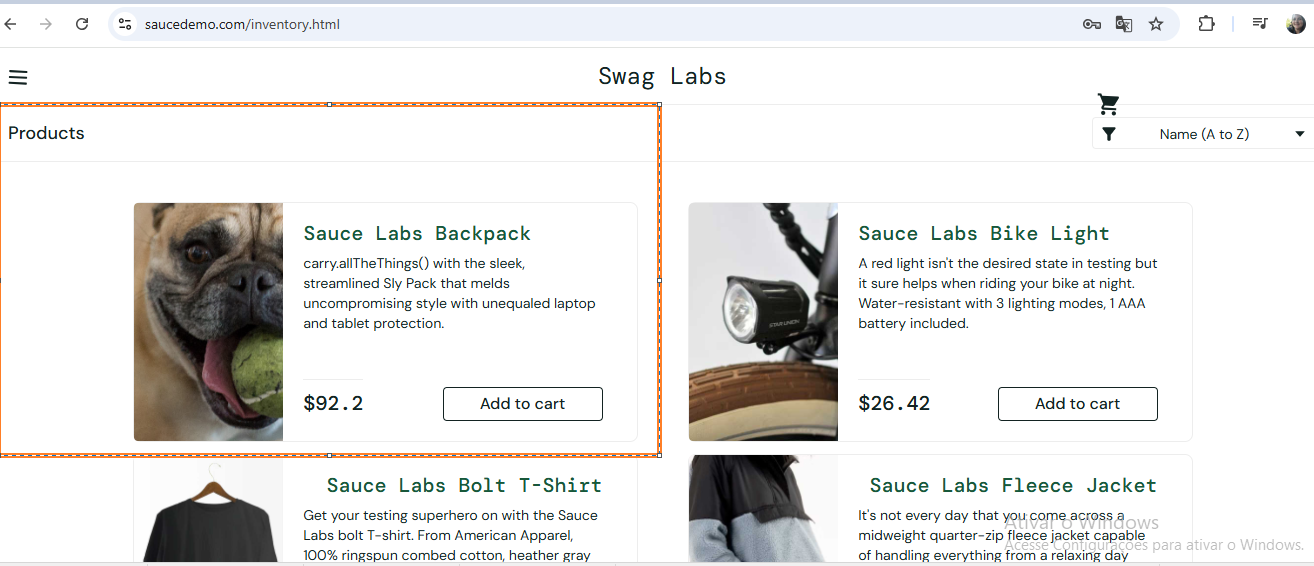 saucedemo.com/inventory.html
Swag Labs
Products
Name (A to Z)
Sauce Labs Backpack
carry.allTheThings() with the sleek,
streamlined Sly Pack that melds
uncompromising style with unequaled laptop
and tablet protection.
$92.2
Add to cart
Sauce Labs Bike Light
A red light isn't the desired state in testing but
it sure helps when riding your bike at night.
Water-resistant with 3 lighting modes, 1 AAA
battery included.
STAR UNION
$26.42
Add to cart
Sauce Labs Bolt T-Shirt
Get your testing superhero on with the Sauce
Labs bolt T-shirt. From American Apparel,
100% ringspun combed cotton, heather gray
Sauce Labs Fleece Jacket
It's not every day that you come across a
midweight quarter-zip fleece jacket capable
of handling everything from a relaxing day
Ativar o Windows
Acesse Configurações para ativar o Windows.